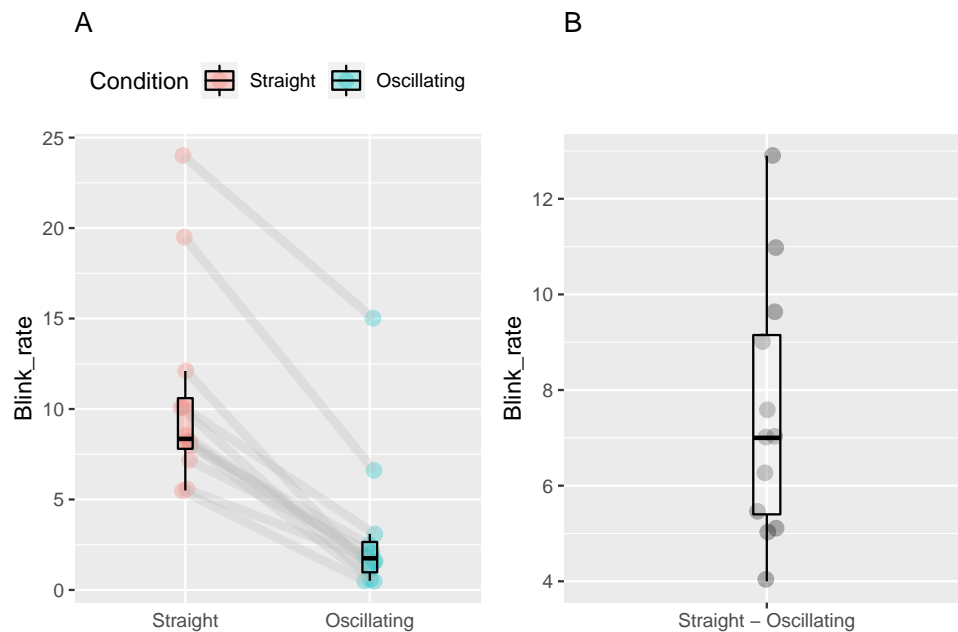 A
Condition Straight Oscillating
25
20
15
10
5
0
Blink_rate
Straight Oscillating
B
12
10
8
6
4
Blink_rate
Straight − Oscillating